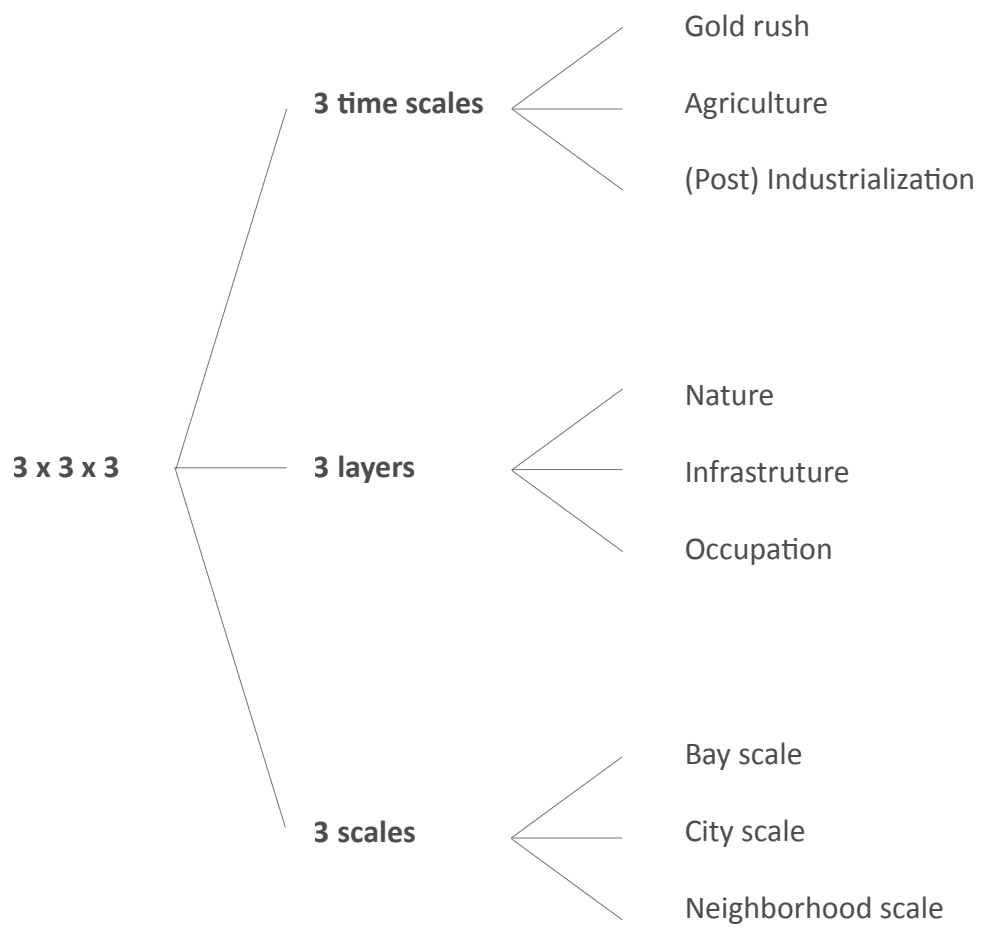 3 x 3 x 3
3 time scales
Gold rush
Agriculture
(Post) Industrialization
3 layers
Nature
Infrastruture
Occupation
3 scales
Bay scale
City scale
Neighborhood scale